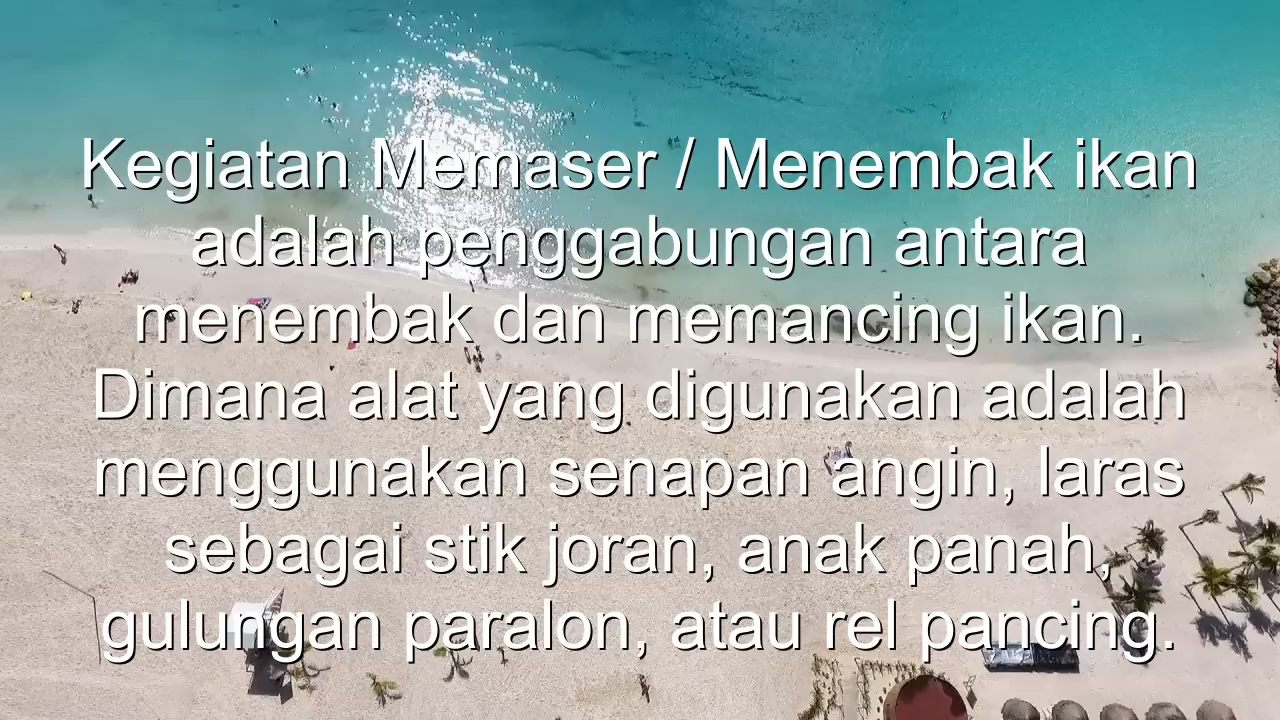 Kegiatan Memaser / Menembak ikan
adalah penggabungan antara
menembak dan memancing ikan.
Dimana alat yang digunakan adalah
menggunakan senapan angin, laras
sebagai stik joran, anak panah,
gulungan paralon, atau rel pancing.